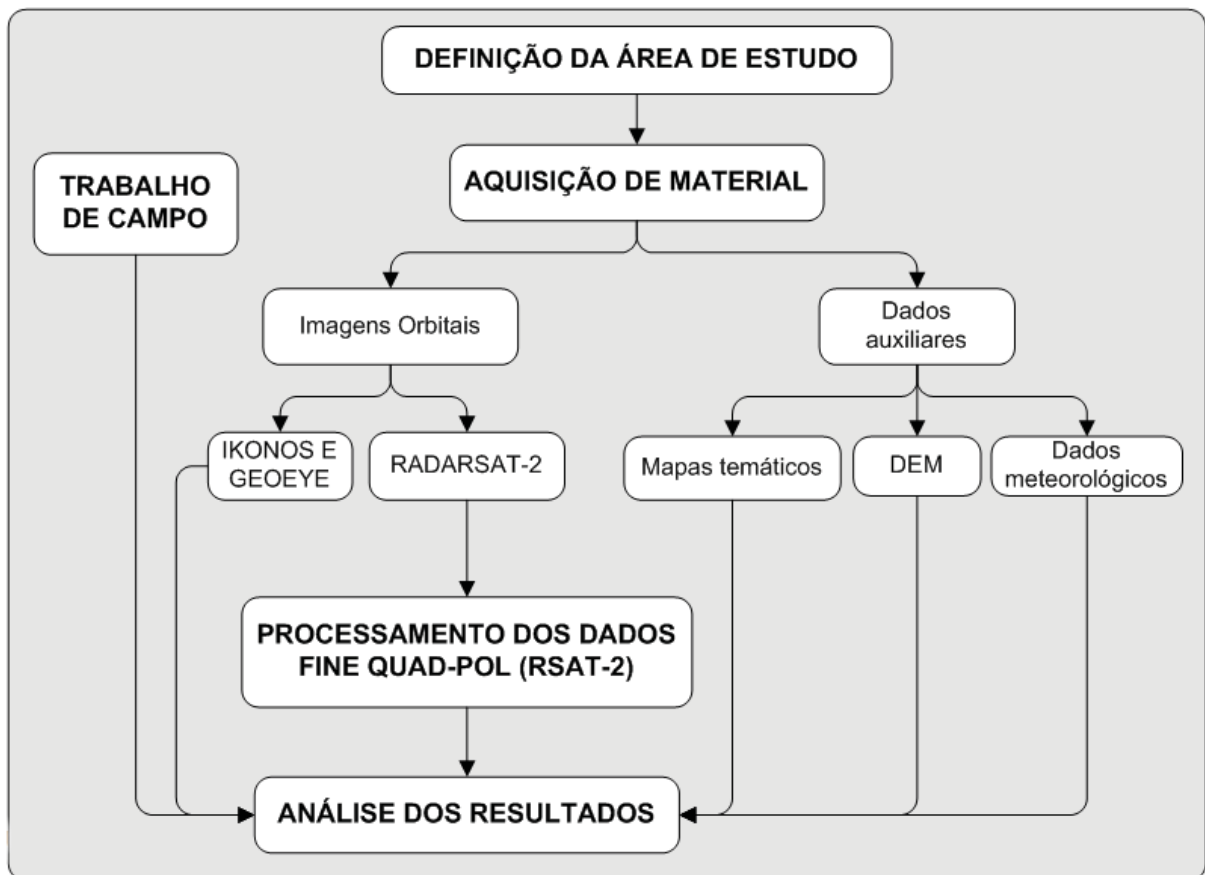 DEFINIÇÃO DA ÁREA DE ESTUDO
AQUISIÇÃO DE MATERIAL
TRABALHO
DE CAMPO
Imagens Orbitais
Dados
auxiliares
IKONOS E
GEOEYE
RADARSAT-2
Mapas temáticos
DEM
Dados
meteorológicos
PROCESSAMENTO DOS DADOS
FINE QUAD-POL (RSAT-2)
ANÁLISE DOS RESULTADOS